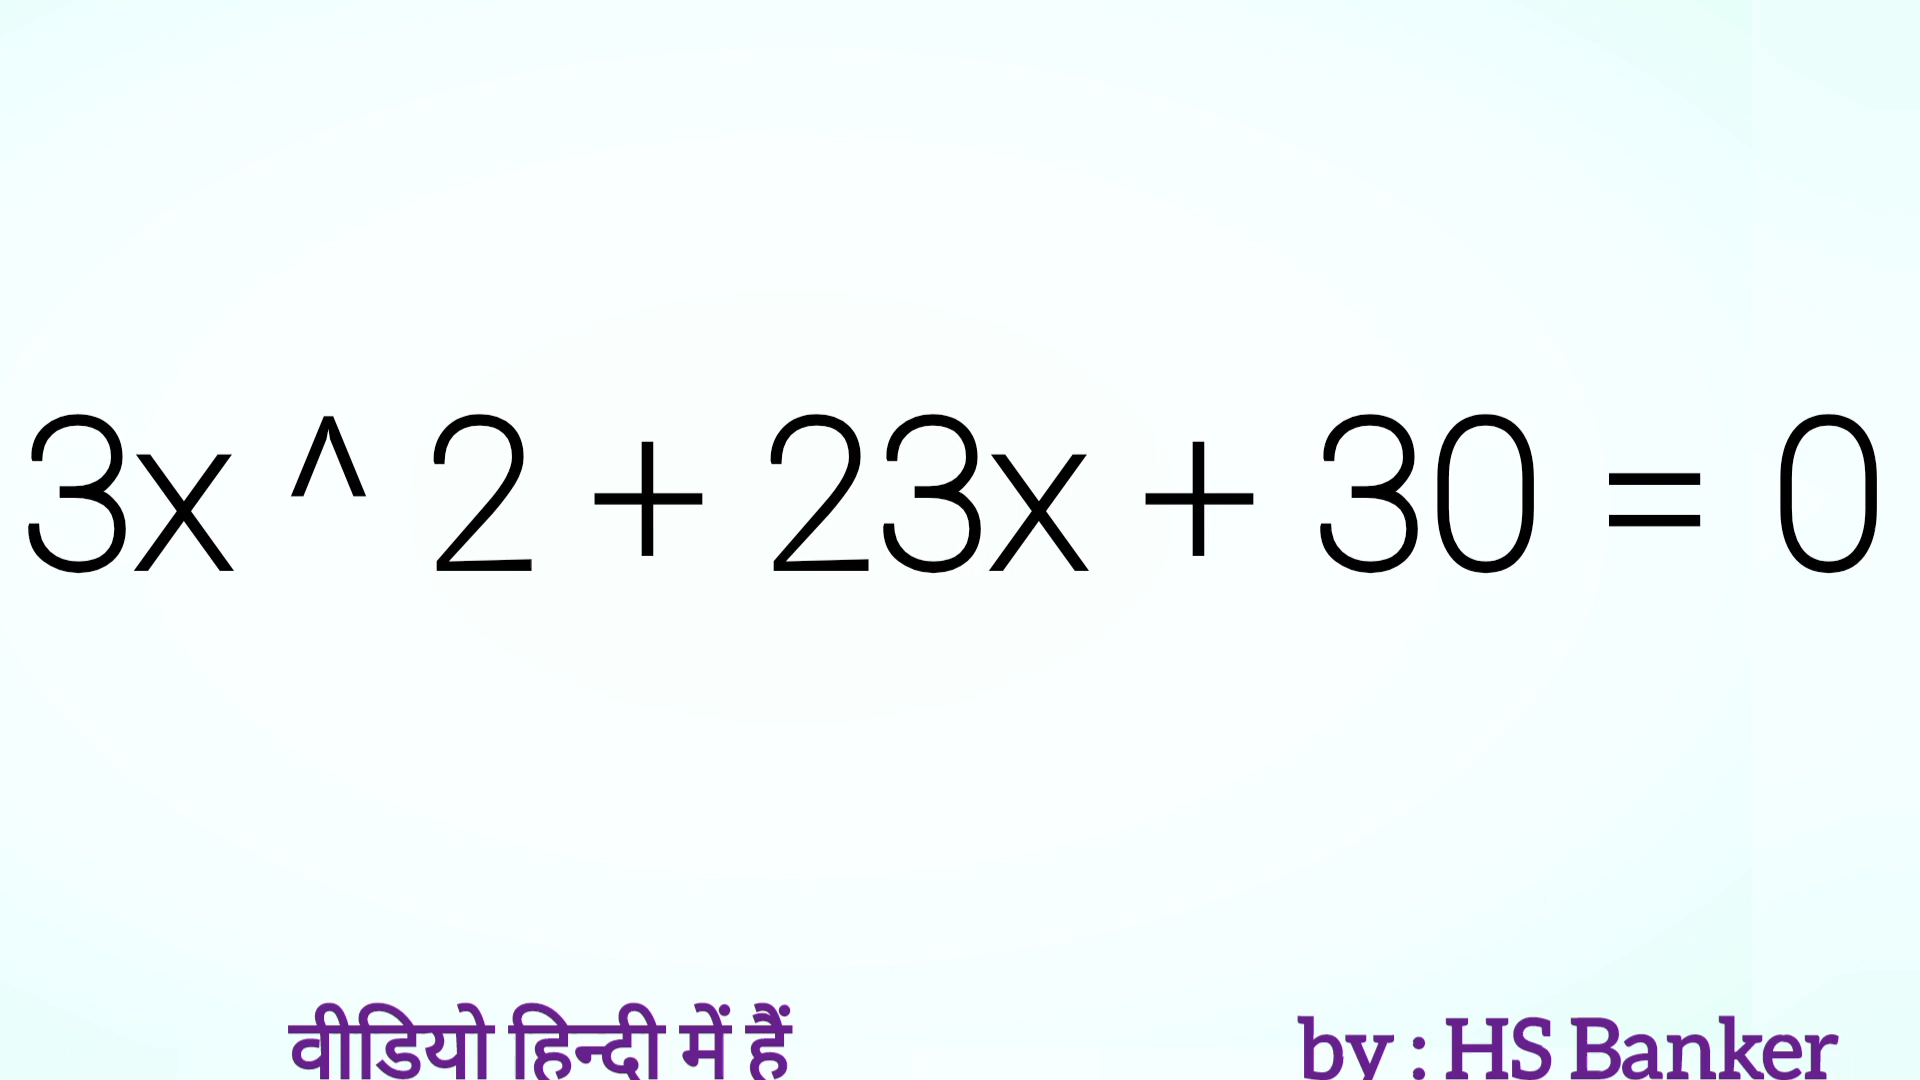 3x ^ 2 + 23x + 30 = 0
वीडियो हिन्दी में हैं by : HS Banker